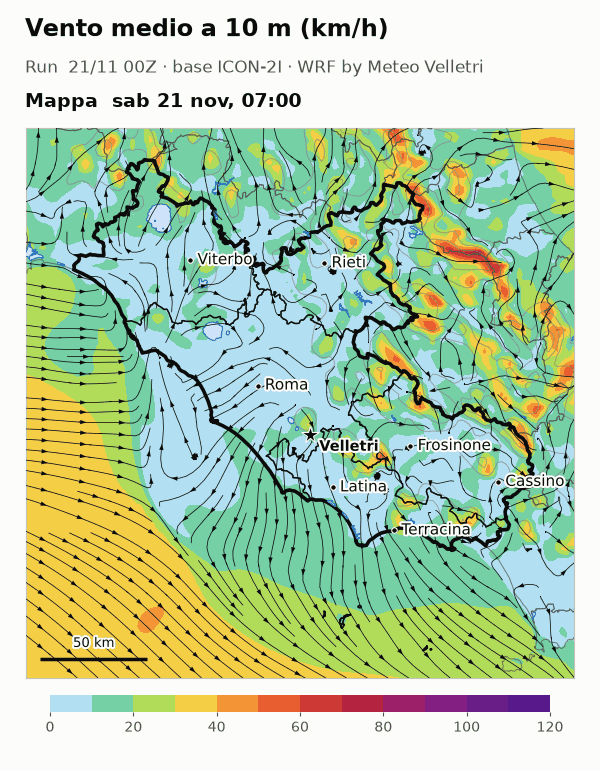 Vento medio a 10 m (km/h)
Run  21/11 00Z · base ICON-2I · WRF by Meteo Velletri
Mappa  sab 21 nov, 07:00
Viterbo
Rieti
Roma
Velletri
Frosinone
Cassino
Latina
Terracina
50 km
0 20 40 60 80 100 120